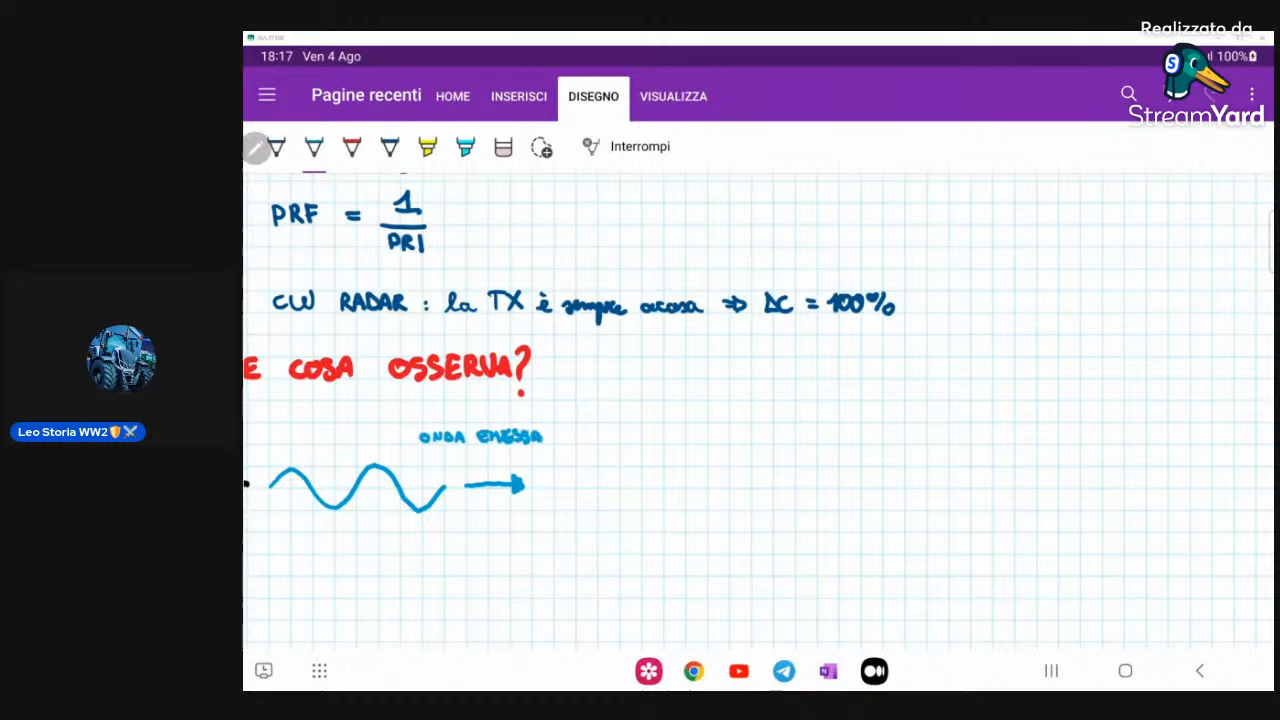 Realizzato da
StreamYard
18:17 Ven 4 Ago
100%
Pagine recenti
HOME
INSERISCI
DISEGNO
VISUALIZZA
Interrompi
PRF = 1
PRI
CW RADAR : la TX è sempre accesa => DC = 100%
E COSA OSSERVA?
ONDA EMESSA
Leo Storia WW2